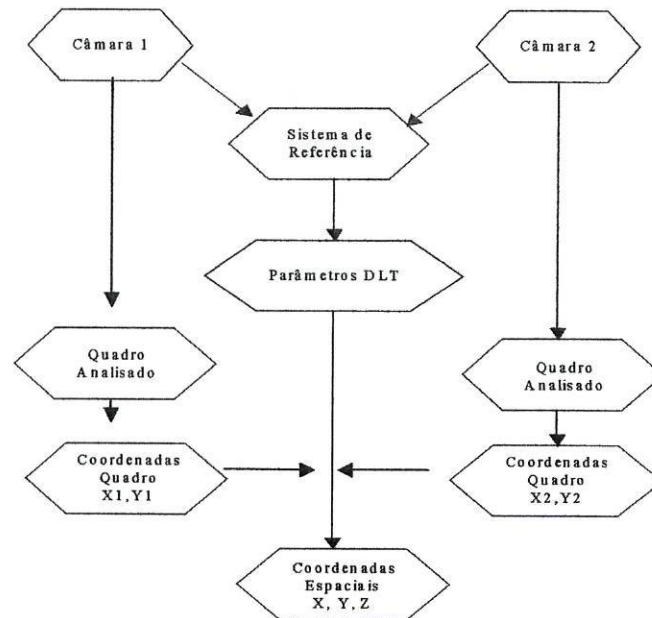 Câmara 1
Câmara 2
Sistema de
Referência
Parâmetros DLT
Quadro
Analisado
Quadro
Analisado
Coordenadas
Quadro
X1,Y1
Coordenadas
Quadro
X2,Y2
Coordenadas
Espaciais
X, Y, Z